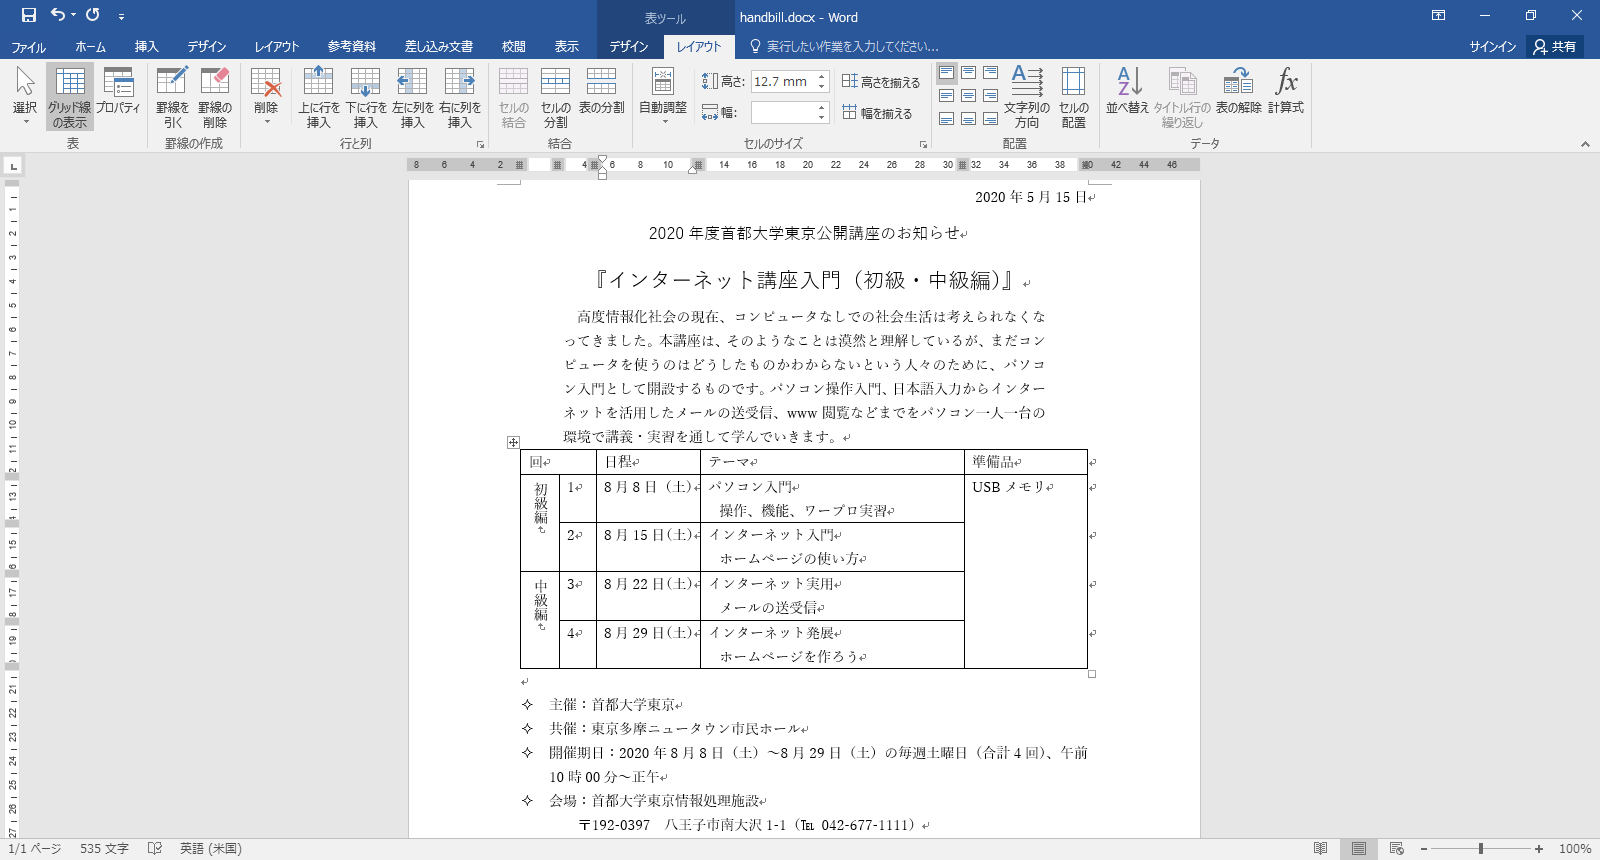 表ツール
handbill.docx - Word
ファイル ホーム 挿入 デザイン レイアウト 参考資料 差し込み文書 校閲 表示 デザイン レイアウト 実行したい作業を入力してください... サインイン 共有
選択
グリッド線の表示
プロパティ
罫線を引く
罫線の削除
削除
上に行を挿入
下に行を挿入
左に列を挿入
右に列を挿入
セルの結合
セルの分割
表の分割
自動調整
高さ: 12.7 mm
幅:
高さを揃える
幅を揃える
文字列の方向
セルの配置
並べ替え
タイトル行の繰り返し
表の解除
計算式
表 罫線の作成 行と列 結合 セルのサイズ 配置 データ
8 6 4 2 4 6 8 10 14 16 18 20 22 24 26 28 30 32 34 36 38 40 42 44 46
2020 年 5 月 15 日
2020 年度首都大学東京公開講座のお知らせ
『インターネット講座入門（初級・中級編）』
高度情報化社会の現在、コンピュータなしでの社会生活は考えられなくな
ってきました。本講座は、そのようなことは漠然と理解しているが、まだコン
ピュータを使うのはどうしたものかわからないという人々のために、パソコ
ン入門として開設するものです。パソコン操作入門、日本語入力からインター
ネットを活用したメールの送受信、www 閲覧などまでをパソコン一人一台の
環境で講義・実習を通して学んでいきます。
回 日程 テーマ 準備品
初級編
1 8 月 8 日（土） パソコン入門 USB メモリ
操作、機能、ワープロ実習
2 8 月 15 日(土) インターネット入門
ホームページの使い方
中級編
3 8 月 22 日(土) インターネット実用
メールの送受信
4 8 月 29 日(土) インターネット発展
ホームページを作ろう
主催：首都大学東京
共催：東京多摩ニュータウン市民ホール
開催期日：2020 年 8 月 8 日（土）～8 月 29 日（土）の毎週土曜日（合計 4 回）、午前
10 時 00 分～正午
会場：首都大学東京情報処理施設
〒192-0397 八王子市南大沢 1-1（℡ 042-677-1111）
1/1 ページ 535 文字 英語 (米国) 100%